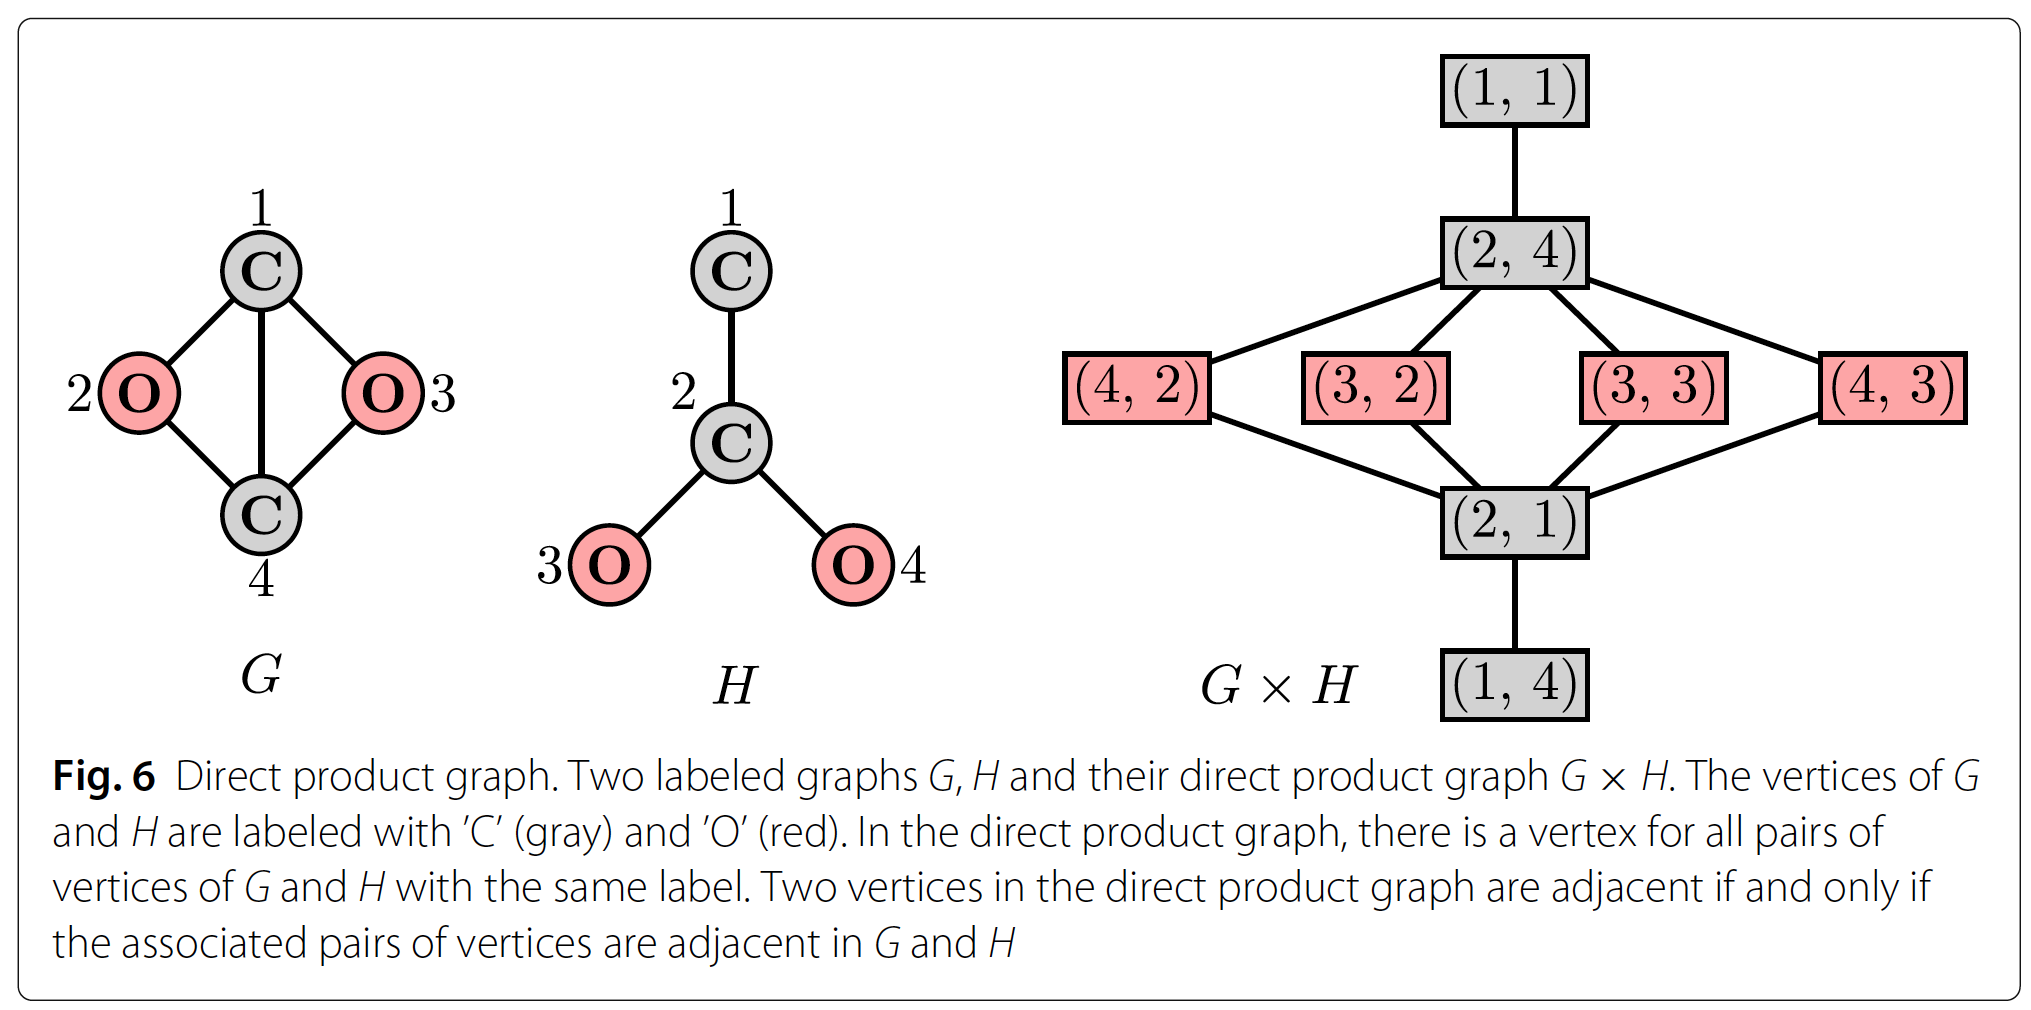 1
C
2 O
O 3
C
4
G
1
C
2
C
3 O
O 4
H
(1, 1)
(2, 4)
(4, 2)
(3, 2)
(3, 3)
(4, 3)
(2, 1)
(1, 4)
G × H
Fig. 6 Direct product graph. Two labeled graphs G, H and their direct product graph G × H. The vertices of G
and H are labeled with ’C’ (gray) and ’O’ (red). In the direct product graph, there is a vertex for all pairs of
vertices of G and H with the same label. Two vertices in the direct product graph are adjacent if and only if
the associated pairs of vertices are adjacent in G and H